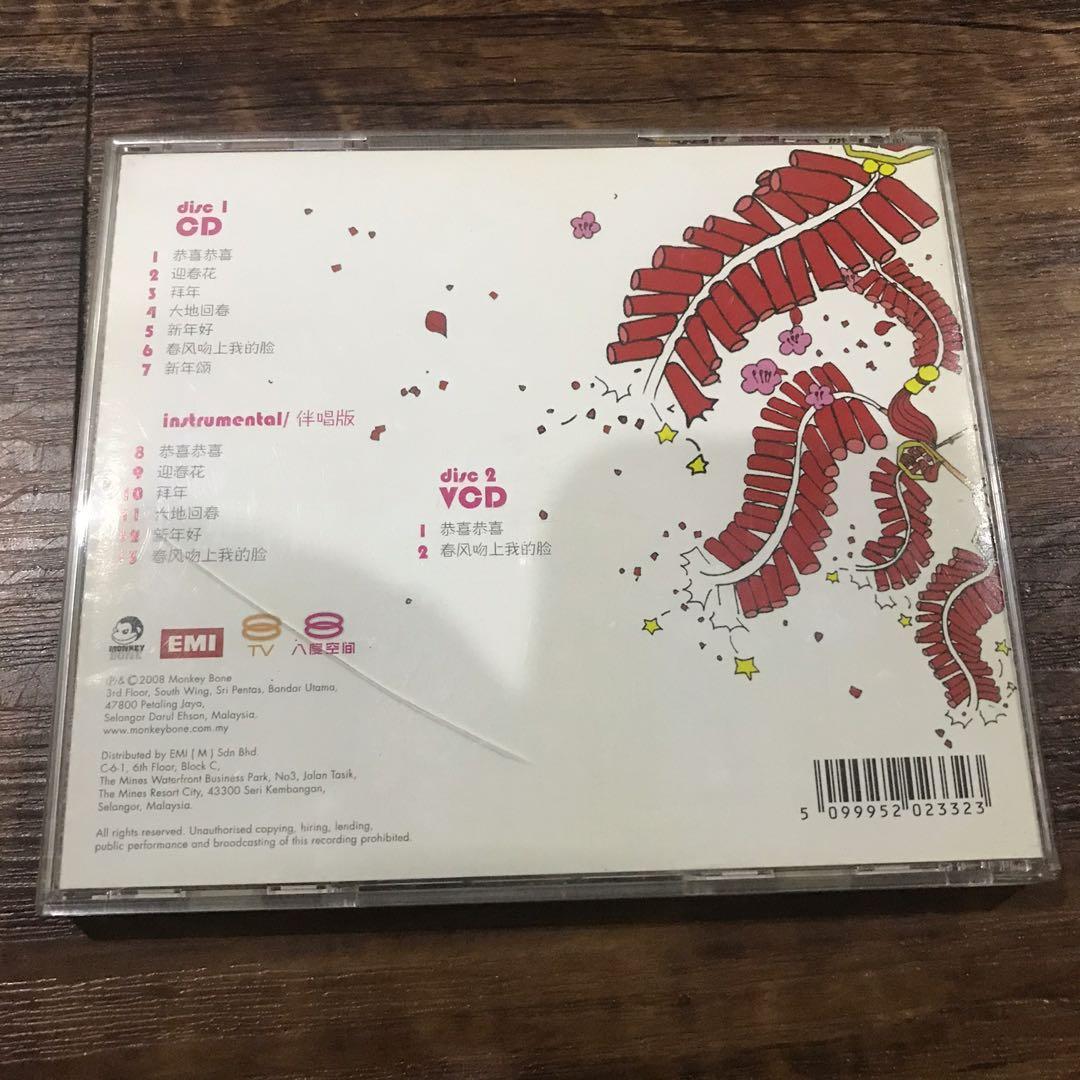 disc 1
CD
1 恭喜恭喜
2 迎春花
3 拜年
4 大地回春
5 新年好
6 春风吻上我的脸
7 新年颂
instrumental/ 伴唱版
8 恭喜恭喜
9 迎春花
10 拜年
11 大地回春
12 新年好
13 春风吻上我的脸
disc 2
VCD
1 恭喜恭喜
2 春风吻上我的脸
MONKEY BONE
EMI
8 TV
8 八度空间
℗& ©2008 Monkey Bone
3rd Floor, South Wing, Sri Pentas, Bandar Utama,
47800 Petaling Jaya,
Selangor Darul Ehsan, Malaysia.
www.monkeybone.com.my
Distributed by EMI ( M ) Sdn Bhd.
C-6-1, 6th Floor, Block C,
The Mines Waterfront Business Park, No3, Jalan Tasik,
The Mines Resort City, 43300 Seri Kembangan,
Selangor, Malaysia.
All rights reserved. Unauthorised copying, hiring, lending,
public performance and broadcasting of this recording prohibited.
5 099952 023323